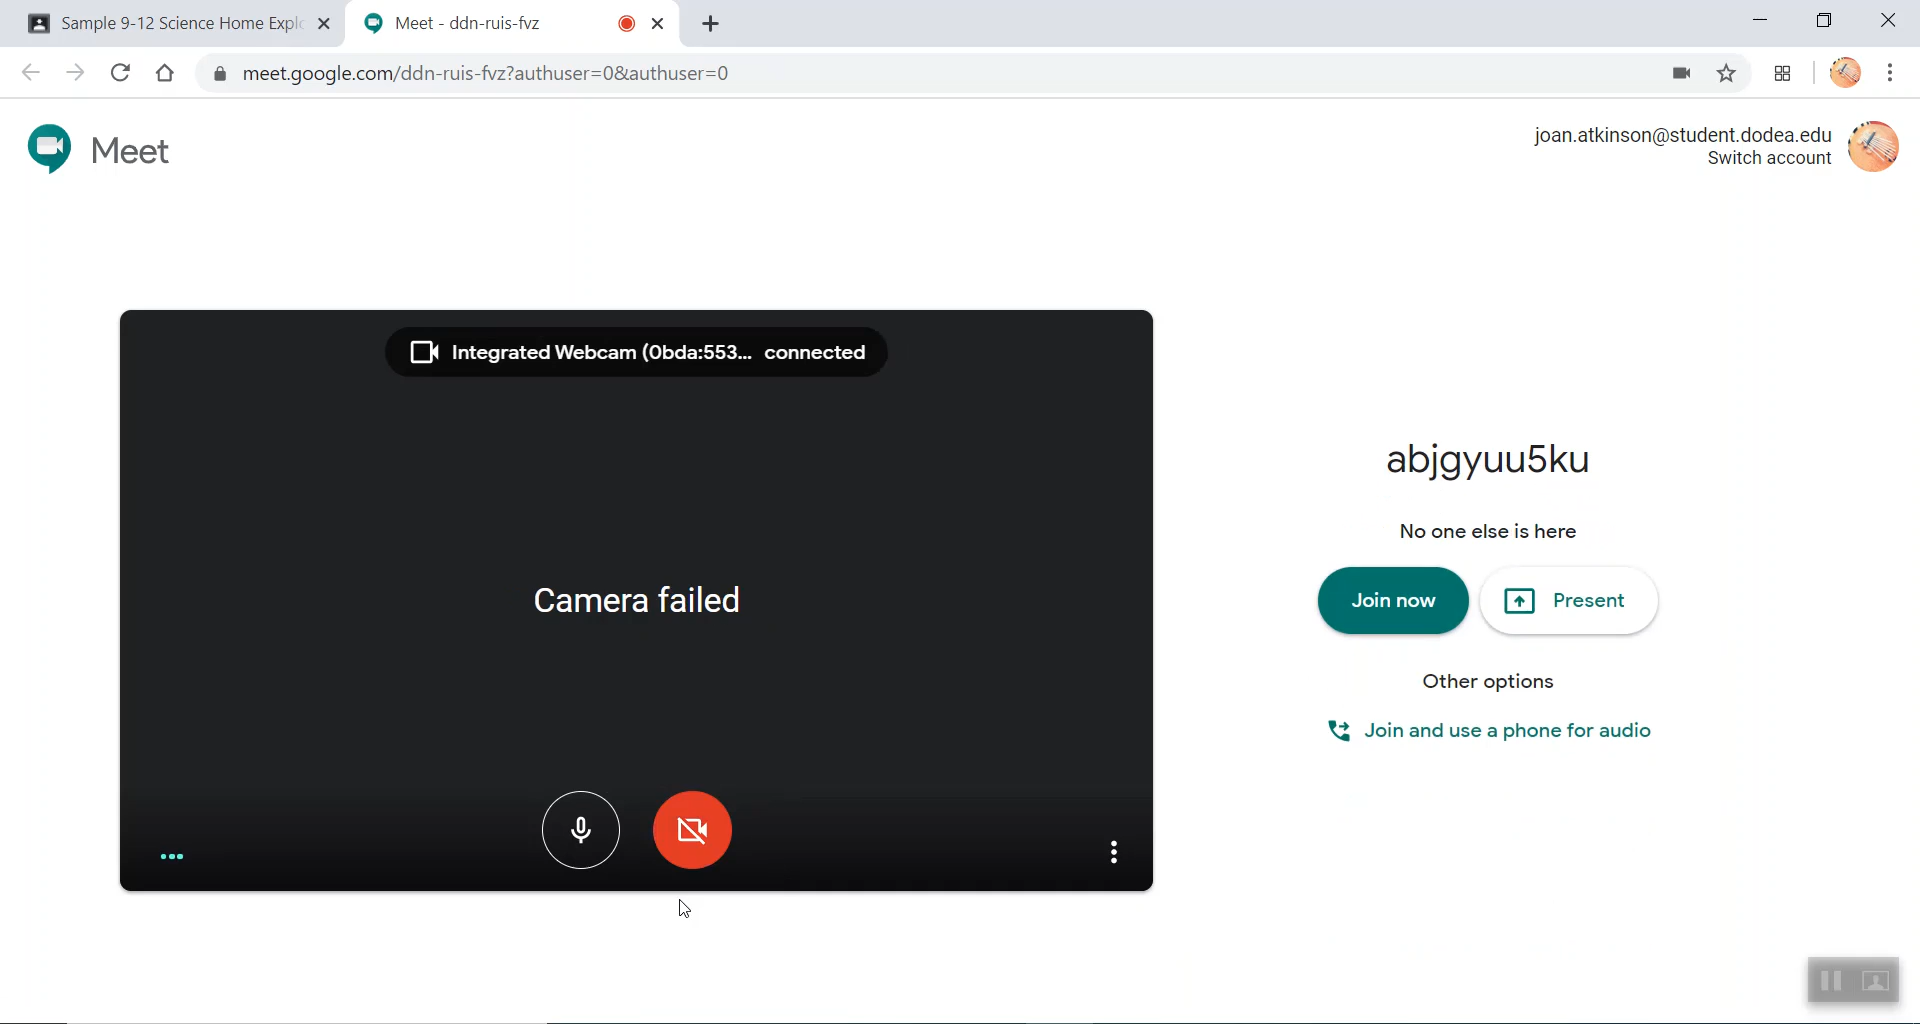 Sample 9-12 Science Home Explo
Meet - ddn-ruis-fvz
meet.google.com/ddn-ruis-fvz?authuser=0&authuser=0
Meet
joan.atkinson@student.dodea.edu
Switch account
Integrated Webcam (0bda:553... connected
Camera failed
abjgyuu5ku
No one else is here
Join now
Present
Other options
Join and use a phone for audio